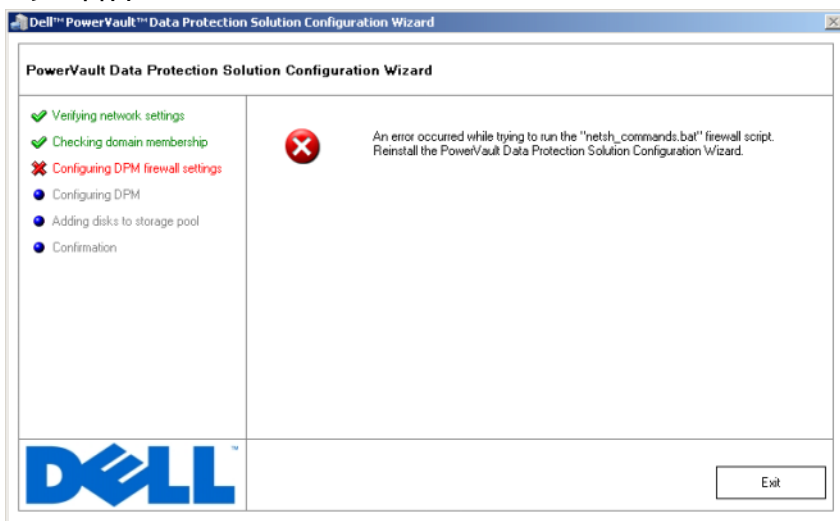 Dell™ PowerVault™ Data Protection Solution Configuration Wizard
PowerVault Data Protection Solution Configuration Wizard
Verifying network settings
Checking domain membership
Configuring DPM firewall settings
Configuring DPM
Adding disks to storage pool
Confirmation
An error occurred while trying to run the "netsh_commands.bat" firewall script.
Reinstall the PowerVault Data Protection Solution Configuration Wizard.
DELL™
Exit